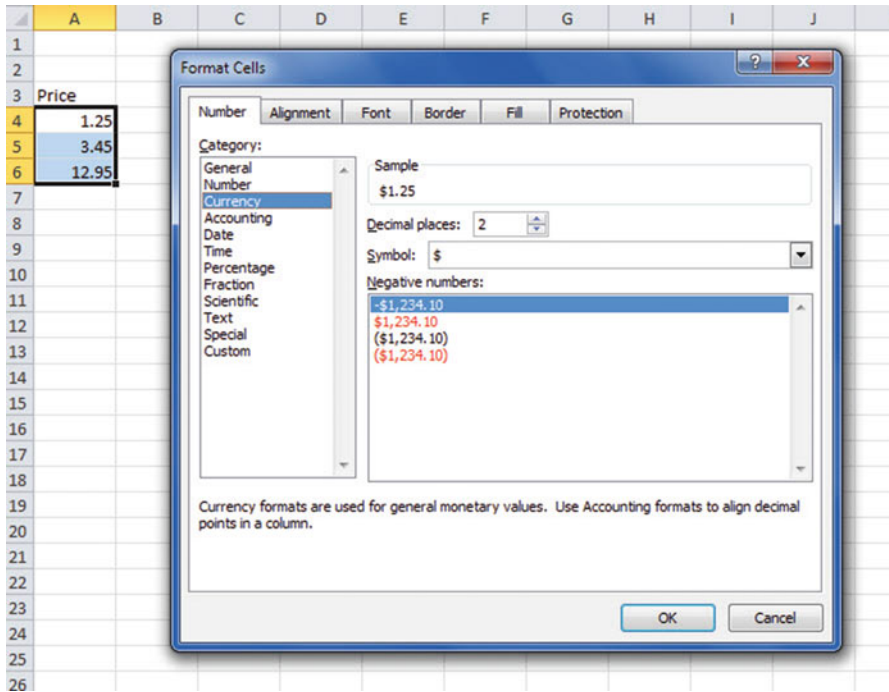 A B C D E F G H I J
1
2
3 Price
4 1.25
5 3.45
6 12.95
7
8
9
10
11
12
13
14
15
16
17
18
19
20
21
22
23
24
25
26
Format Cells
?
Number Alignment Font Border Fill Protection
Category:
General
Number
Currency
Accounting
Date
Time
Percentage
Fraction
Scientific
Text
Special
Custom
Sample
$1.25
Decimal places: 2
Symbol: $
Negative numbers:
-$1,234.10
$1,234.10
($1,234.10)
($1,234.10)
Currency formats are used for general monetary values. Use Accounting formats to align decimal
points in a column.
OK Cancel